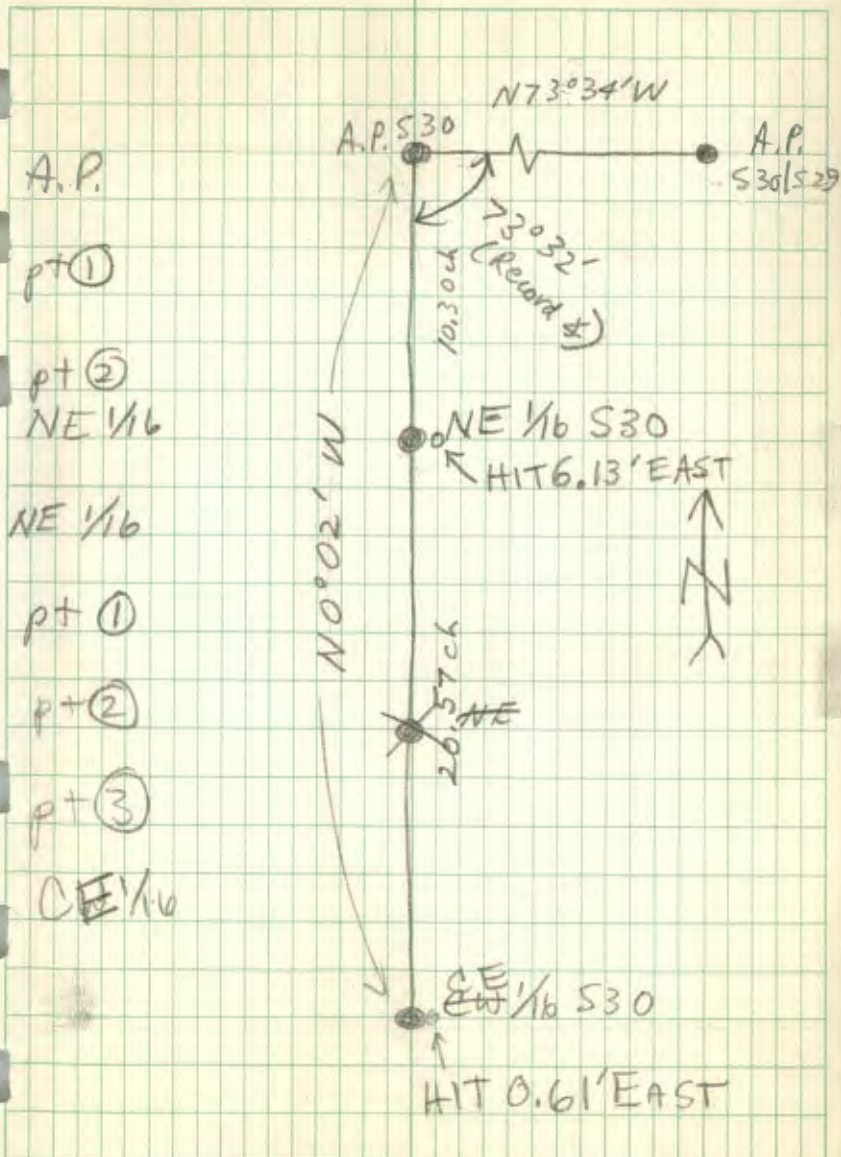 N73°34'W
A.P. S30
A.P.
S30/S29
A.P.
73°32'
(Record ∡)
pt ①
10.30ch
pt ②
NE 1/16
NE 1/16 S30
HIT 6.13' EAST
NE 1/16
N0°02'W
N
pt ①
pt ②
20.57 ch
NE
pt ③
CE 1/16
CE 1/16 S30
HIT 0.61' EAST